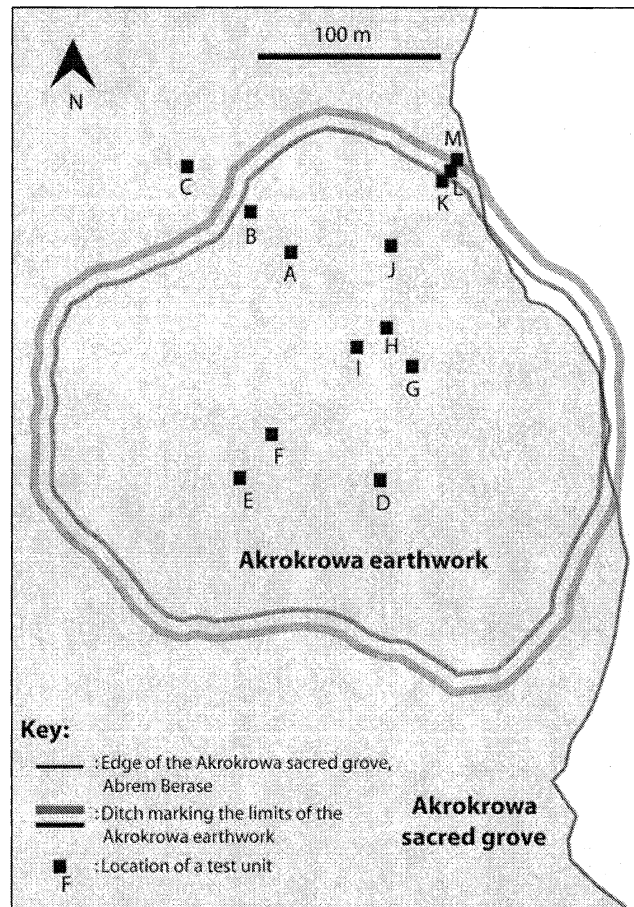 100 m
N
M
L
K
C
B
A
J
H
I
G
F
E
D
Akrokrowa earthwork
Key:
:Edge of the Akrokrowa sacred grove,
Abrem Berase
:Ditch marking the limits of the
Akrokrowa earthwork
:Location of a test unit
F
Akrokrowa
sacred grove